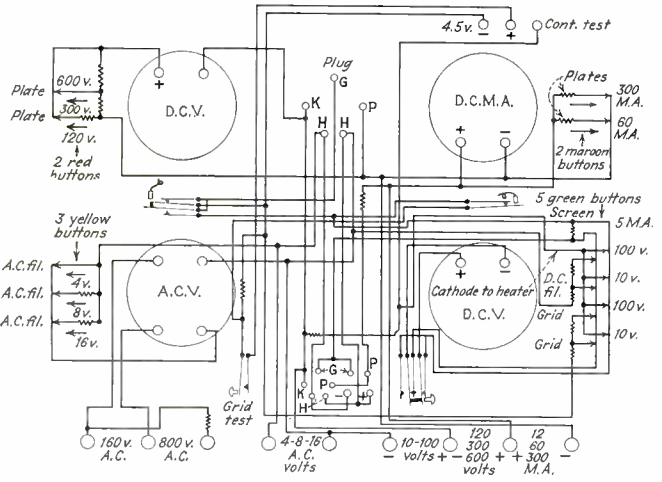 4.5v. - + Cont. test
Plug
G
K
P
H H
+
D.C.V.
600 v.
Plate
300 v.
Plate
120 v.
2 red
huttons
D.C.M.A.
+ -
Plates
300
M.A.
60
M.A.
2 maroon
buttons
5 green buttons
Screen
5 M.A.
100 v.
D.C.
fil.
10 v.
100 v.
Grid
10 v.
Grid
+ -
Cathode to heater
D.C.V.
3 yellow
buttons
A.C.fil.
4v.
A.C.fil.
8v.
A.C.fil.
16v.
A.C.V.
Grid
test
G
P
P
K
H
- +
160 v.
A.C.
800 v.
A.C.
4-8-16
A.C.
volts
-
10-100
volts + -
120
300
600 +
volts
12
60
+ 300 -
M.A.